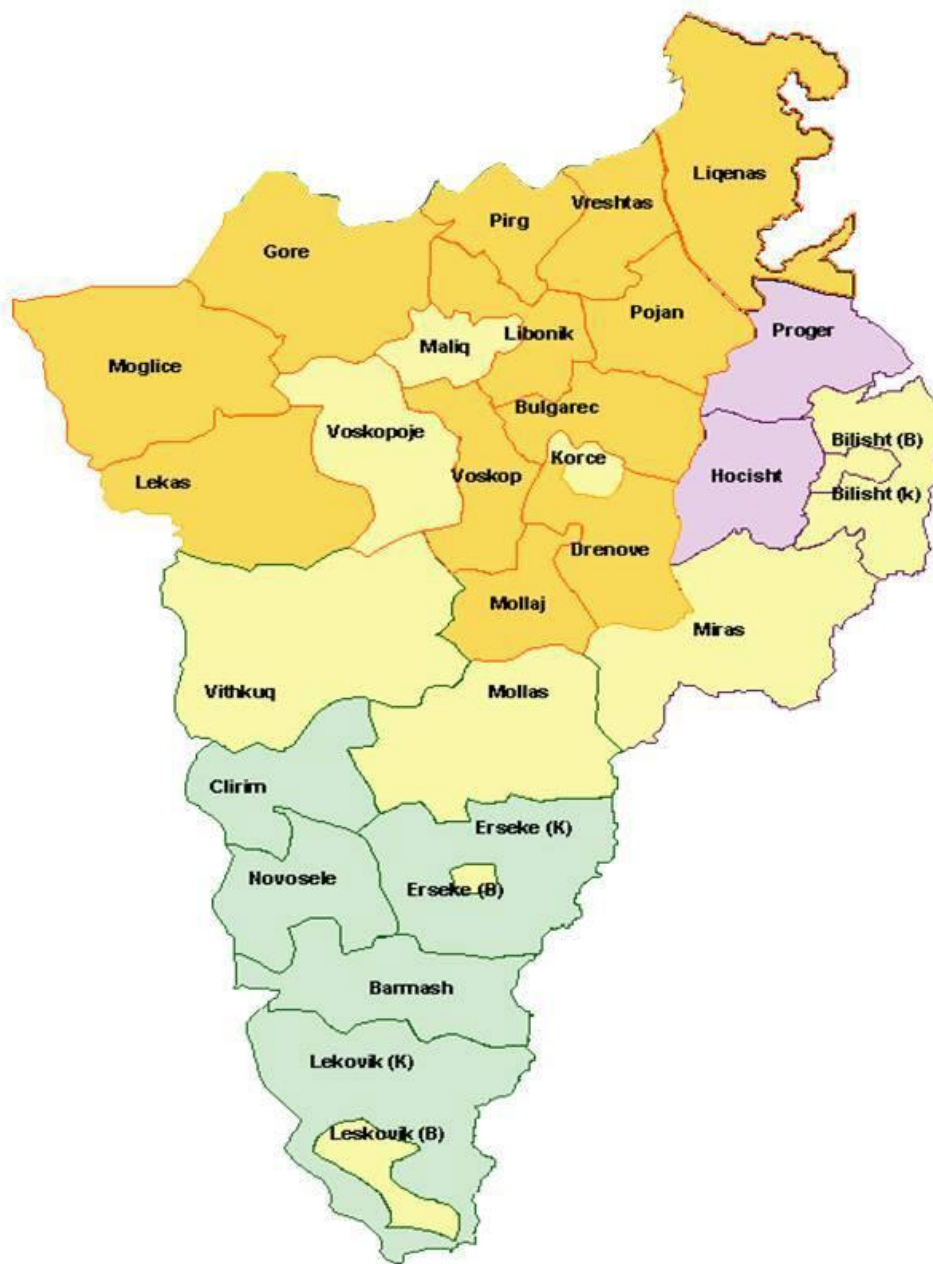 Liqenas
Vreshtas
Pirg
Gore
Pojan
Proger
Libonik
Maliq
Moglice
Bulgarec
Voskopoje
Bilisht (B)
Korce
Voskop
Hocisht
Lekas
Bilisht (k)
Drenove
Mollaj
Miras
Vithkuq
Mollas
Clirim
Erseke (K)
Novosele
Erseke (B)
Barmash
Lekovik (K)
Leskovik (B)